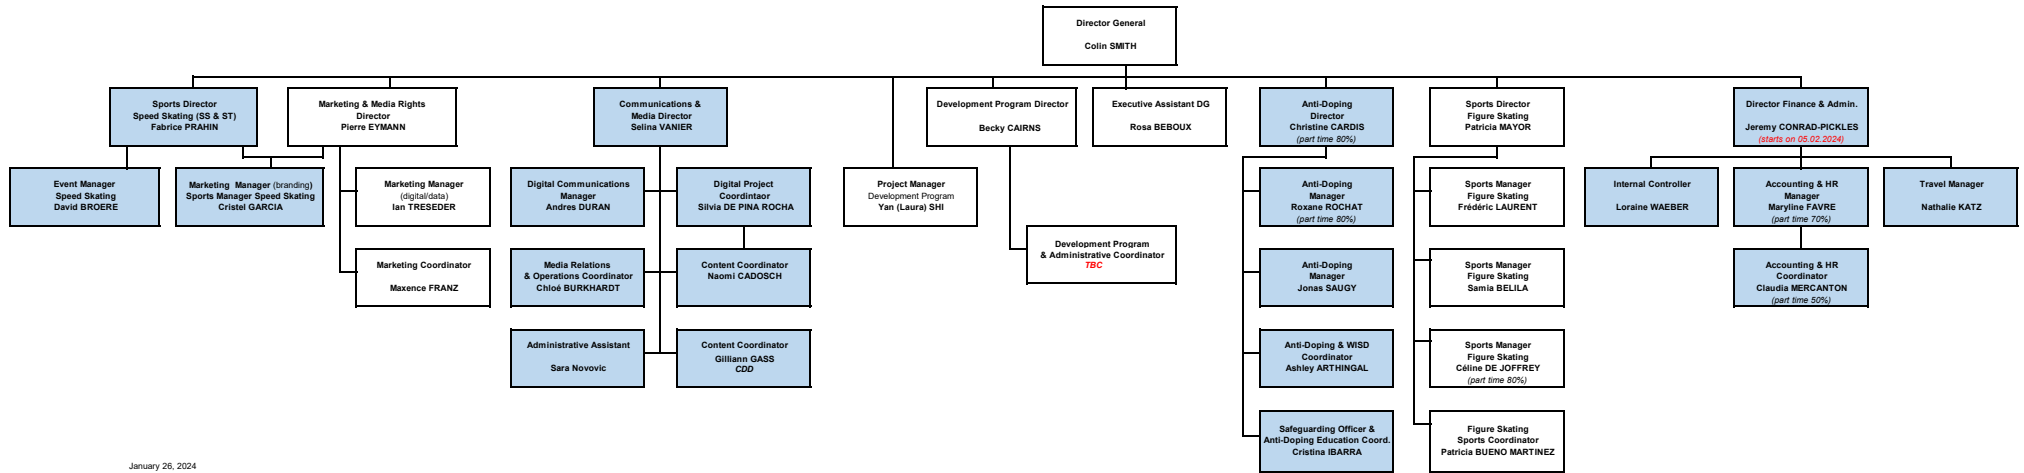 Director General
Colin SMITH
Sports Director
Speed Skating (SS & ST)
Fabrice PRAHIN
Marketing & Media Rights
Director
Pierre EYMANN
Communications &
Media Director
Selina VANIER
Development Program Director
Becky CAIRNS
Executive Assistant DG
Rosa BEBOUX
Anti-Doping
Director
Christine CARDIS
(part time 80%)
Sports Director
Figure Skating
Patricia MAYOR
Director Finance & Admin.
Jeremy CONRAD-PICKLES
(starts on 05.02.2024)
Event Manager
Speed Skating
David BROERE
Marketing Manager (branding)
Sports Manager Speed Skating
Cristel GARCIA
Marketing Manager
(digital/data)
Ian TRESEDER
Digital Communications
Manager
Andres DURAN
Digital Project
Coordintaor
Silvia DE PINA ROCHA
Project Manager
Development Program
Yan (Laura) SHI
Anti-Doping
Manager
Roxane ROCHAT
(part time 80%)
Sports Manager
Figure Skating
Frédéric LAURENT
Internal Controller
Loraine WAEBER
Accounting & HR
Manager
Maryline FAVRE
(part time 70%)
Travel Manager
Nathalie KATZ
Marketing Coordinator
Maxence FRANZ
Media Relations
& Operations Coordinator
Chloé BURKHARDT
Content Coordinator
Naomi CADOSCH
Development Program
& Administrative Coordinator
TBC
Anti-Doping
Manager
Jonas SAUGY
Sports Manager
Figure Skating
Samia BELILA
Accounting & HR
Coordinator
Claudia MERCANTON
(part time 50%)
Administrative Assistant
Sara Novovic
Content Coordinator
Gilliann GASS
CDD
Anti-Doping & WISD
Coordinator
Ashley ARTHINGAL
Sports Manager
Figure Skating
Céline DE JOFFREY
(part time 80%)
Safeguarding Officer &
Anti-Doping Education Coord.
Cristina IBARRA
Figure Skating
Sports Coordinator
Patricia BUENO MARTINEZ
January 26, 2024